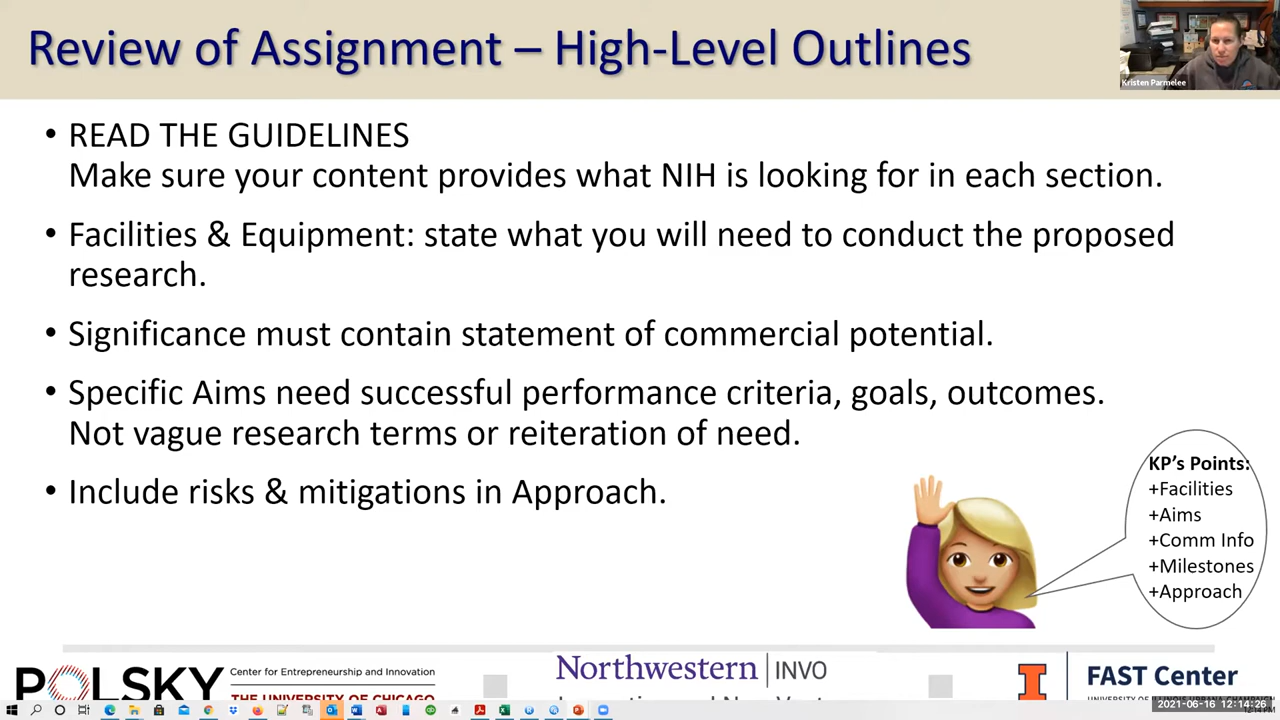 Review of Assignment – High-Level Outlines
Kristen Parmelee
• READ THE GUIDELINES
Make sure your content provides what NIH is looking for in each section.
• Facilities & Equipment: state what you will need to conduct the proposed
research.
• Significance must contain statement of commercial potential.
• Specific Aims need successful performance criteria, goals, outcomes.
Not vague research terms or reiteration of need.
• Include risks & mitigations in Approach.
KP's Points:
+Facilities
+Aims
+Comm Info
+Milestones
+Approach
POLSKY
Center for Entrepreneurship and Innovation
THE UNIVERSITY OF CHICAGO
Northwestern | INVO
I
FAST Center
2021-06-16 12:14:26